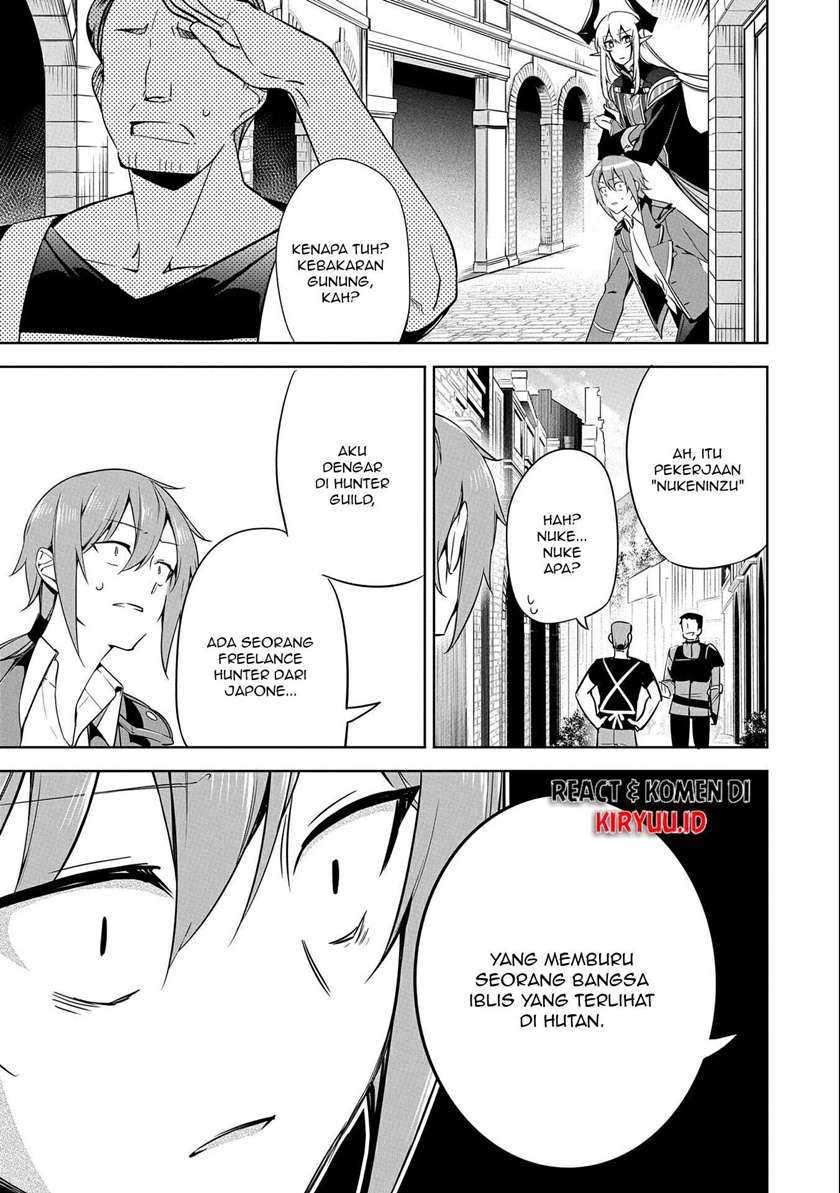 KENAPA TUH?
KEBAKARAN
GUNUNG,
KAH?
AH, ITU
PEKERJAAN
"NUKENINZU"
HAH?
NUKE...
NUKE
APA?
AKU
DENGAR
DI HUNTER
GUILD,
ADA SEORANG
FREELANCE
HUNTER DARI
JAPONE...
REACT & KOMEN DI
KIRYUU.ID
YANG MEMBURU
SEORANG BANGSA
IBLIS YANG TERLIHAT
DI HUTAN.